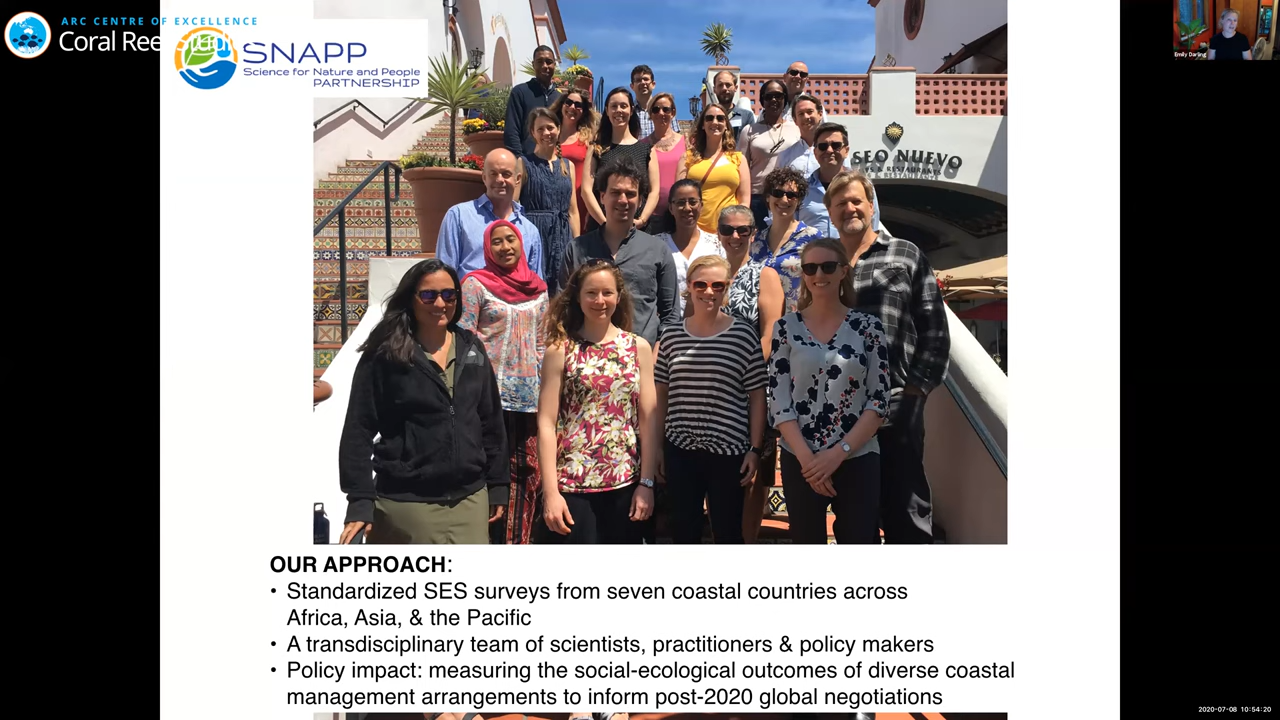 ARC CENTRE OF EXCELLENCE
Coral Reef Studies
SNAPP
Science for Nature and People
PARTNERSHIP
Emily Darling
SEO NUEVO
OUR APPROACH:
• Standardized SES surveys from seven coastal countries across
Africa, Asia, & the Pacific
• A transdisciplinary team of scientists, practitioners & policy makers
• Policy impact: measuring the social-ecological outcomes of diverse coastal
management arrangements to inform post-2020 global negotiations
2020-07-08 10:54:20